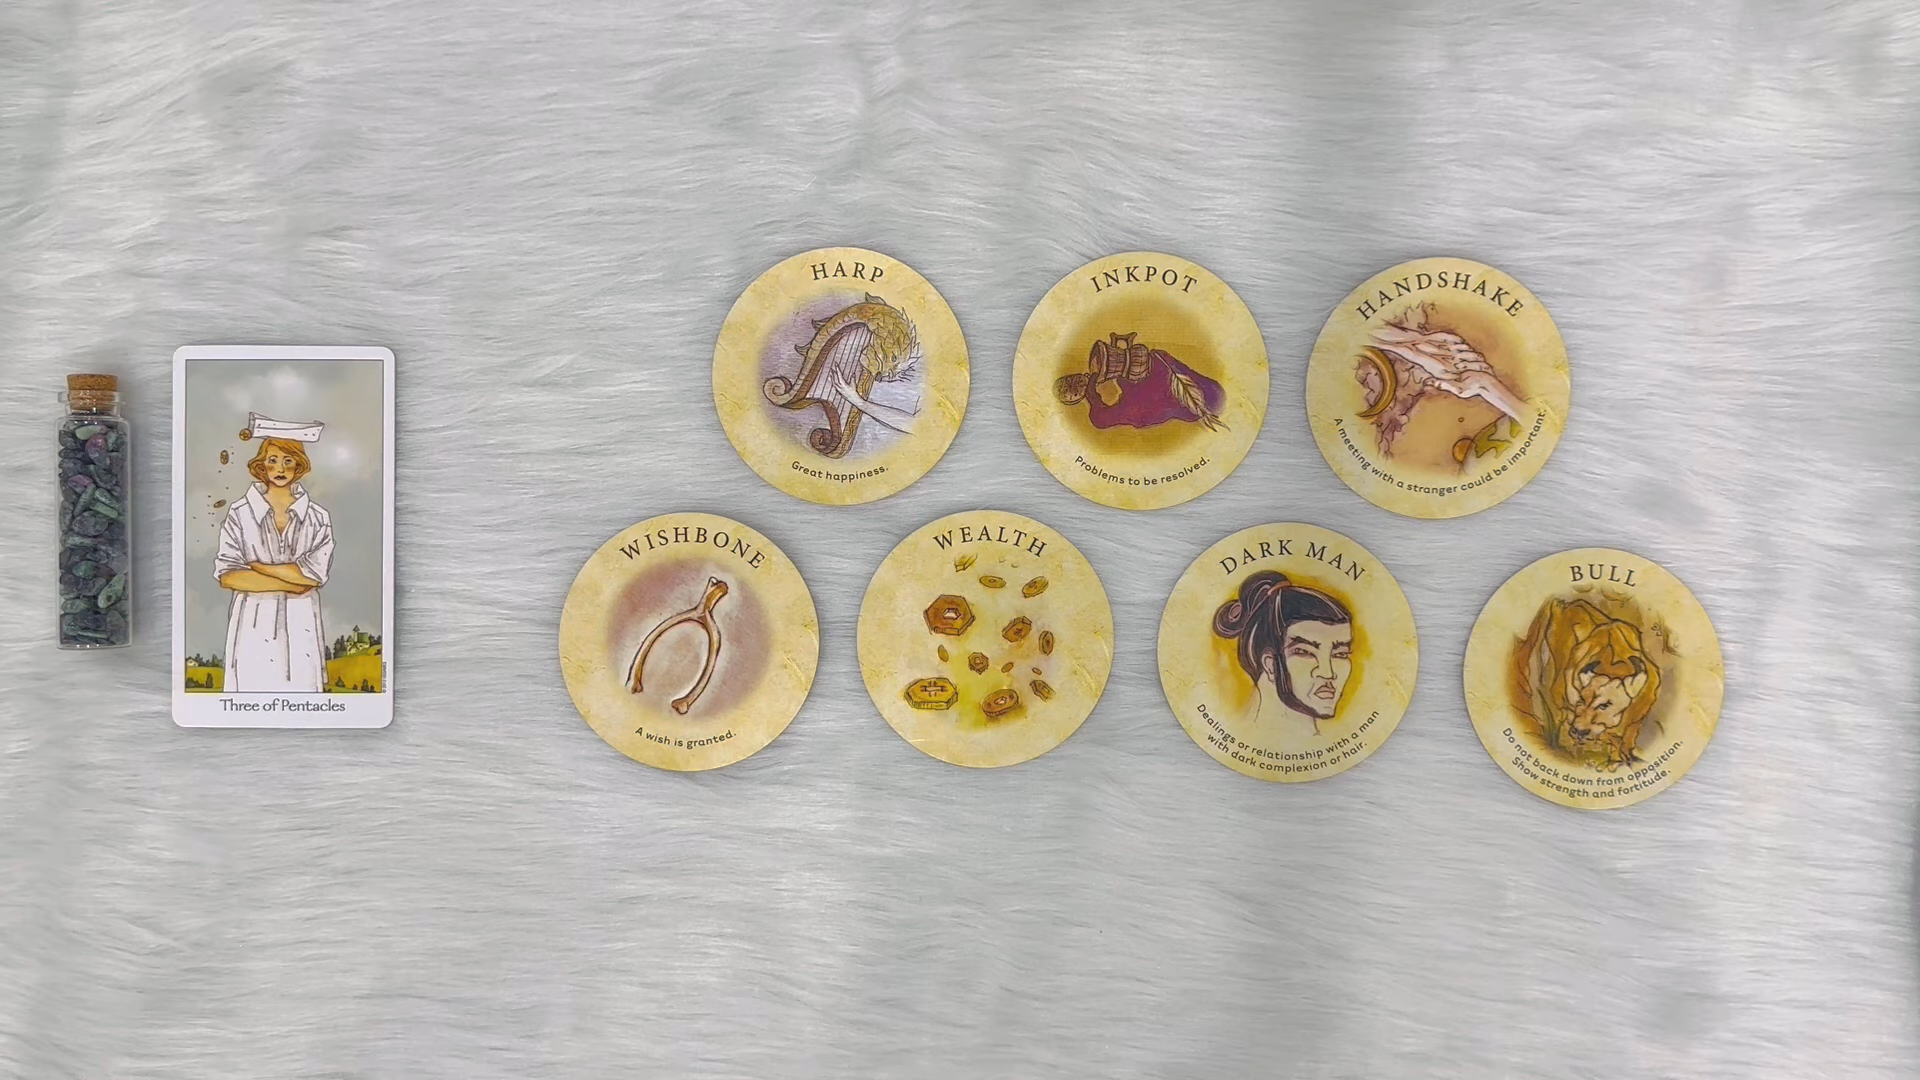 HARP
Great happiness.
INKPOT
Problems to be resolved.
HANDSHAKE
A meeting with a stranger could be important.
Three of Pentacles
WISHBONE
A wish is granted.
WEALTH
DARK MAN
Dealings or relationship with a man
with dark complexion or hair.
BULL
Do not back down from opposition.
Show strength and fortitude.